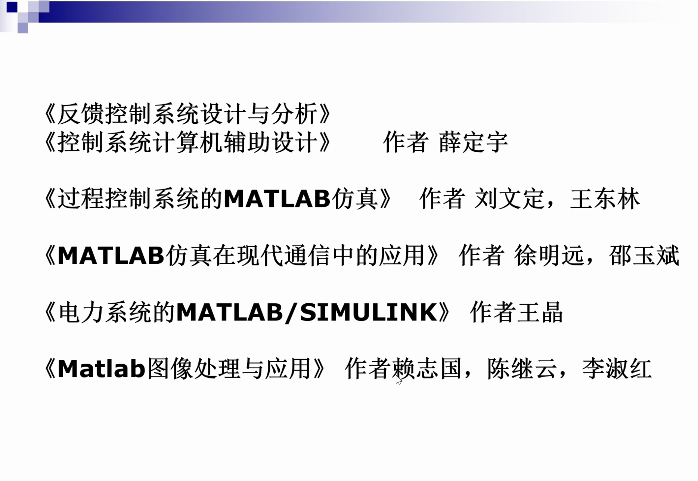 《反馈控制系统设计与分析》
《控制系统计算机辅助设计》 作者 薛定宇
《过程控制系统的MATLAB仿真》 作者 刘文定，王东林
《MATLAB仿真在现代通信中的应用》 作者 徐明远，邵玉斌
《电力系统的MATLAB/SIMULINK》 作者王晶
《Matlab图像处理与应用》 作者赖志国，陈继云，李淑红